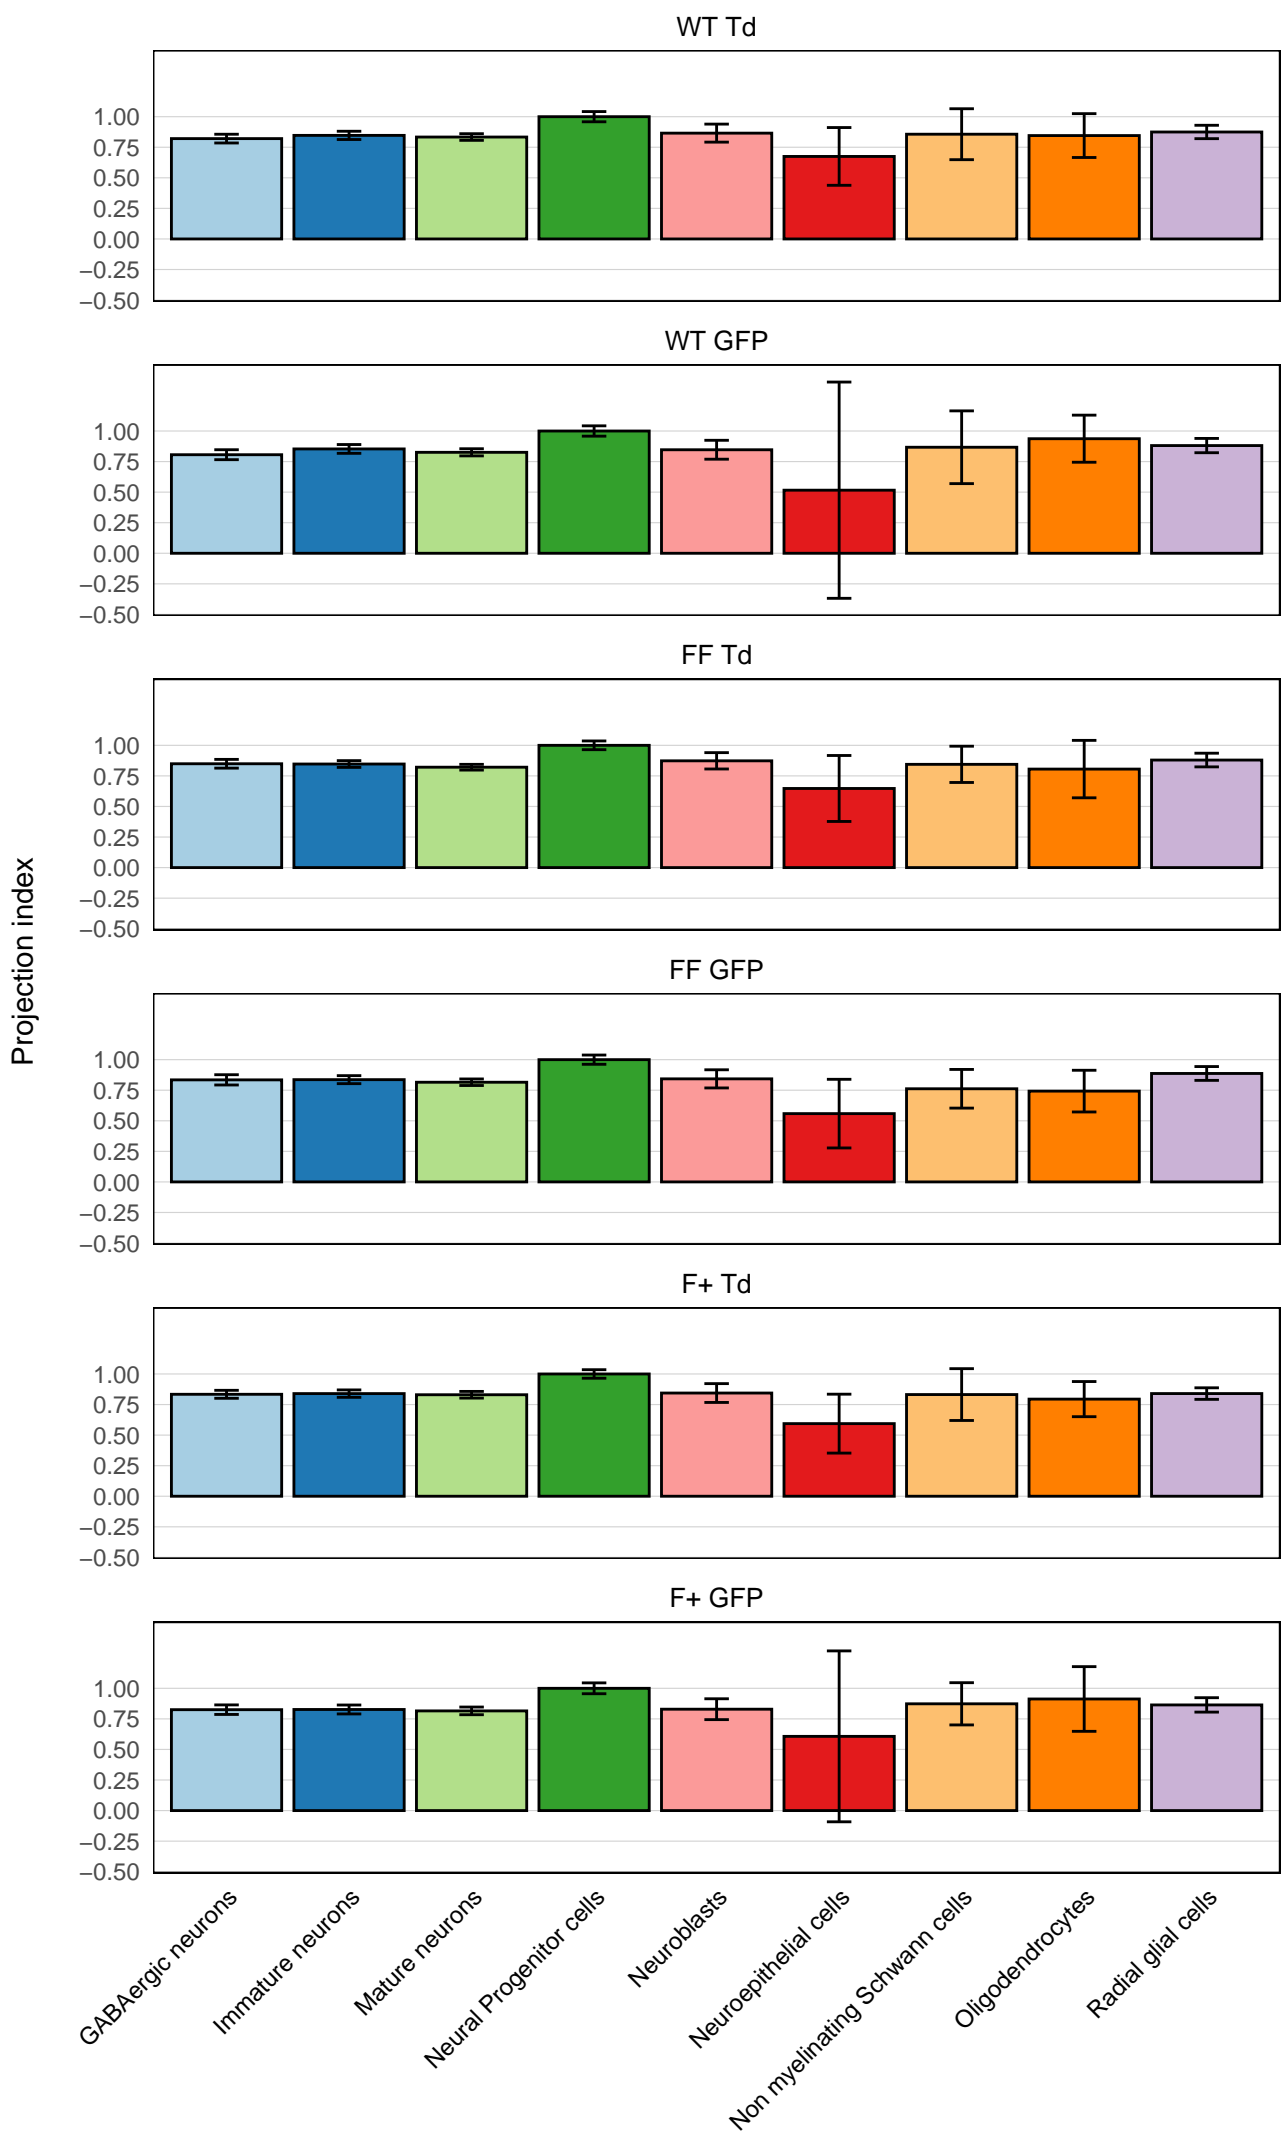 WT Td
1.00
0.75
0.50
0.25
0.00
−0.25
−0.50
WT GFP
1.00
0.75
0.50
0.25
0.00
−0.25
−0.50
FF Td
1.00
0.75
0.50
0.25
0.00
−0.25
−0.50
Projection index
FF GFP
1.00
0.75
0.50
0.25
0.00
−0.25
−0.50
F+ Td
1.00
0.75
0.50
0.25
0.00
−0.25
−0.50
F+ GFP
1.00
0.75
0.50
0.25
0.00
−0.25
−0.50
GABAergic neurons
Immature neurons
Mature neurons
Neural Progenitor cells
Neuroblasts
Neuroepithelial cells
Non myelinating Schwann cells
Oligodendrocytes
Radial glial cells